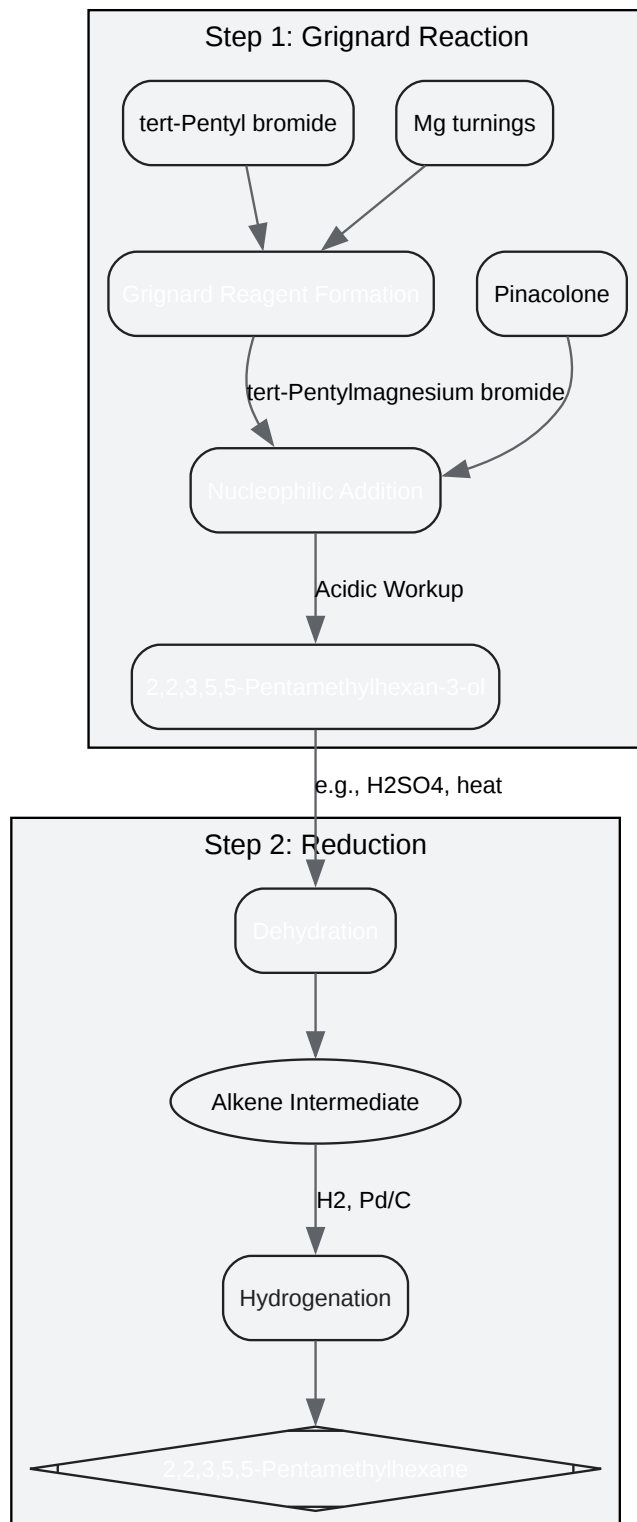 Step 1: Grignard Reaction
tert-Pentyl bromide
Mg turnings
Grignard Reagent Formation
Pinacolone
tert-Pentylmagnesium bromide
Nucleophilic Addition
Acidic Workup
2,2,3,5,5-Pentamethylhexan-3-ol
e.g., H2SO4, heat
Step 2: Reduction
Dehydration
Alkene Intermediate
H2, Pd/C
Hydrogenation
2,2,3,5,5-Pentamethylhexane